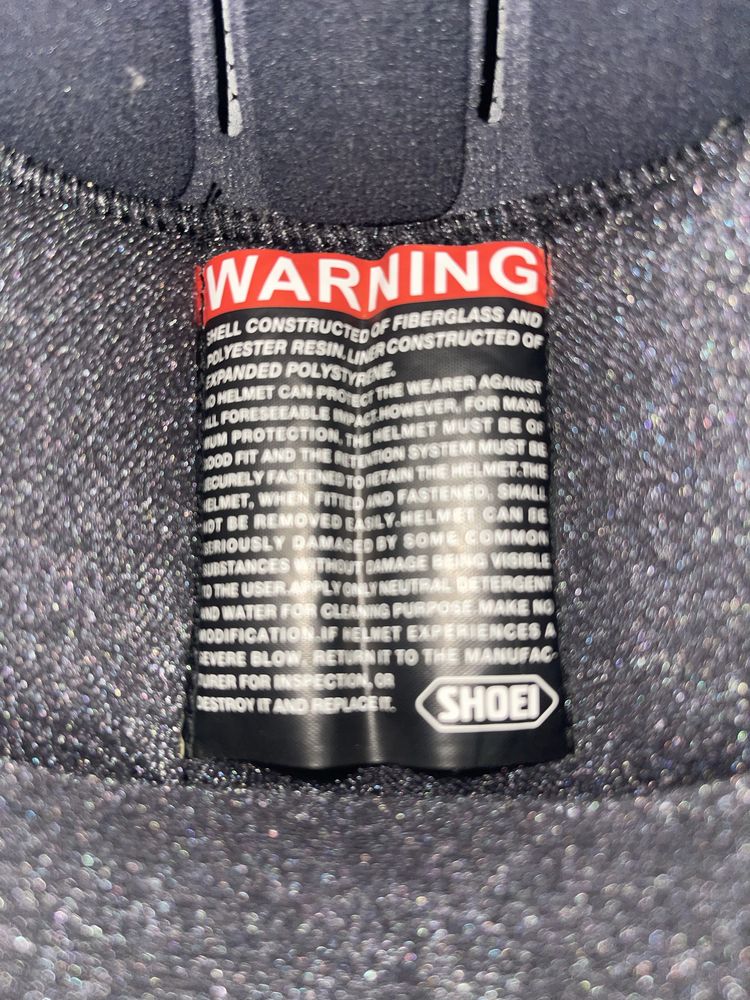 WARNING
SHELL CONSTRUCTED OF FIBERGLASS AND
POLYESTER RESIN, LINER CONSTRUCTED OF
EXPANDED POLYSTYRENE.
NO HELMET CAN PROTECT THE WEARER AGAINST
ALL FORESEEABLE IMPACT.HOWEVER, FOR MAXI-
MUM PROTECTION, THE HELMET MUST BE OF
GOOD FIT AND THE RETENTION SYSTEM MUST BE
SECURELY FASTENED TO RETAIN THE HELMET.THE
HELMET, WHEN FITTED AND FASTENED, SHALL
NOT BE REMOVED EASILY.HELMET CAN BE
SERIOUSLY DAMAGED BY SOME COMMON
SUBSTANCES WITHOUT DAMAGE BEING VISIBLE
TO THE USER.APPLY ONLY NEUTRAL DETERGENT
AND WATER FOR CLEANING PURPOSE.MAKE NO
MODIFICATION.IF HELMET EXPERIENCES A
SEVERE BLOW, RETURN IT TO THE MANUFAC-
TURER FOR INSPECTION, OR
DESTROY IT AND REPLACE IT.
SHOEI